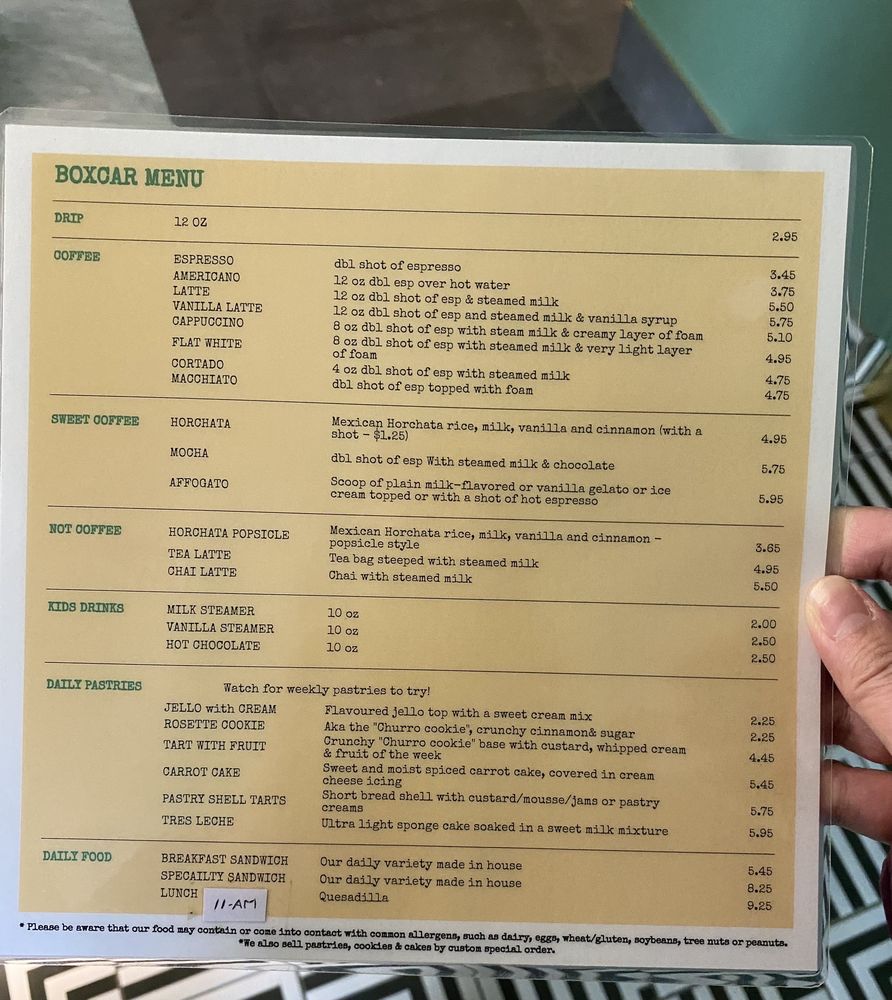 BOXCAR MENU
DRIP 12 OZ 2.95
COFFEE ESPRESSO dbl shot of espresso 3.45
AMERICANO 12 oz dbl esp over hot water 3.75
LATTE 12 oz dbl shot of esp & steamed milk 5.50
VANILLA LATTE 12 oz dbl shot of esp and steamed milk & vanilla syrup 5.75
CAPPUCCINO 8 oz dbl shot of esp with steam milk & creamy layer of foam 5.10
FLAT WHITE 8 oz dbl shot of esp with steamed milk & very light layer
of foam 4.95
CORTADO 4 oz dbl shot of esp with steamed milk 4.75
MACCHIATO dbl shot of esp topped with foam 4.75
SWEET COFFEE HORCHATA Mexican Horchata rice, milk, vanilla and cinnamon (with a
shot - $1.25) 4.95
MOCHA dbl shot of esp With steamed milk & chocolate 5.75
AFFOGATO Scoop of plain milk-flavored or vanilla gelato or ice
cream topped or with a shot of hot espresso 5.95
NOT COFFEE HORCHATA POPSICLE Mexican Horchata rice, milk, vanilla and cinnamon -
popsicle style 3.65
TEA LATTE Tea bag steeped with steamed milk 4.95
CHAI LATTE Chai with steamed milk 5.50
KIDS DRINKS MILK STEAMER 10 oz 2.00
VANILLA STEAMER 10 oz 2.50
HOT CHOCOLATE 10 oz 2.50
DAILY PASTRIES Watch for weekly pastries to try!
JELLO with CREAM Flavoured jello top with a sweet cream mix 2.25
ROSETTE COOKIE Aka the "Churro cookie", crunchy cinnamon& sugar 2.25
TART WITH FRUIT Crunchy "Churro cookie" base with custard, whipped cream
& fruit of the week 4.45
CARROT CAKE Sweet and moist spiced carrot cake, covered in cream
cheese icing 5.45
PASTRY SHELL TARTS Short bread shell with custard/mousse/jams or pastry
creams 5.75
TRES LECHE Ultra light sponge cake soaked in a sweet milk mixture 5.95
DAILY FOOD BREAKFAST SANDWICH Our daily variety made in house 5.45
SPECAILTY SANDWICH Our daily variety made in house 8.25
LUNCH 11-AM Quesadilla 9.25
* Please be aware that our food may contain or come into contact with common allergens, such as dairy, eggs, wheat/gluten, soybeans, tree nuts or peanuts.
*We also sell pastries, cookies & cakes by custom special order.